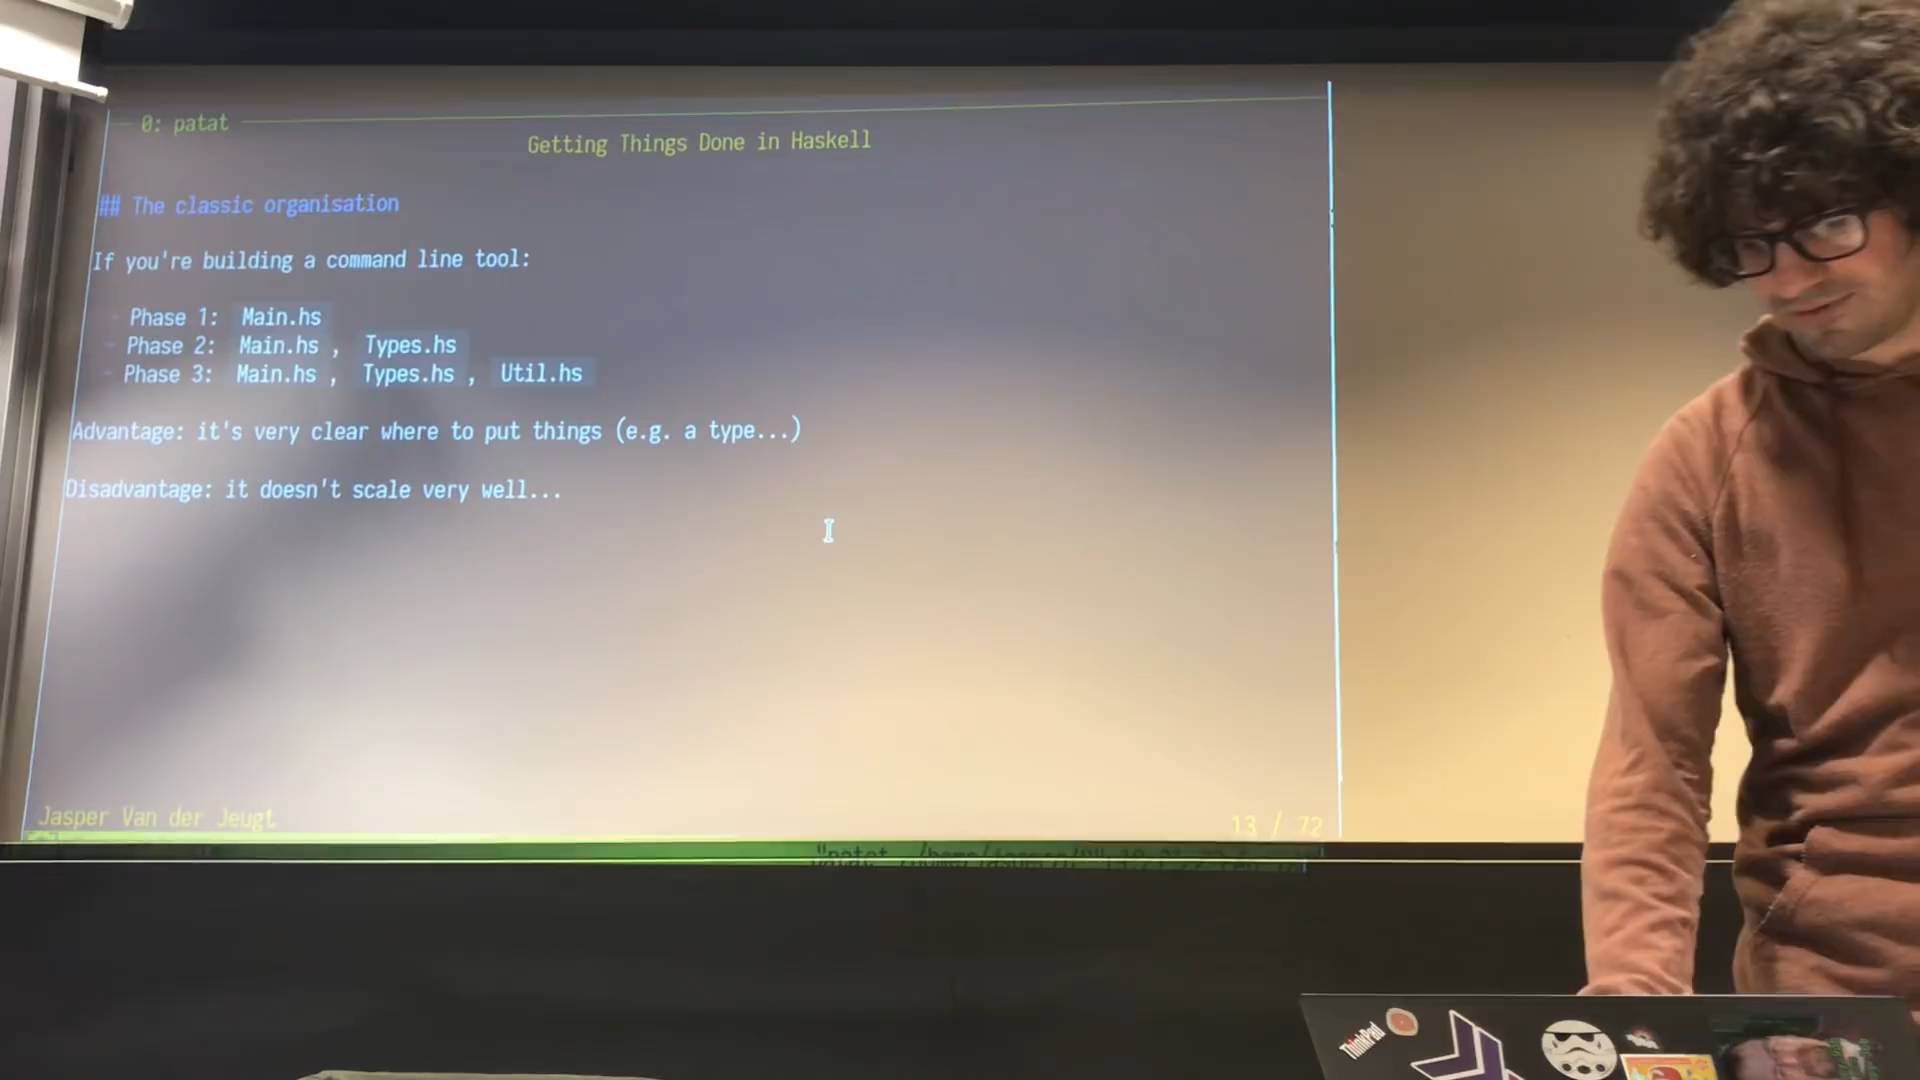 0: patat
Getting Things Done in Haskell
## The classic organisation
If you're building a command line tool:
- Phase 1: Main.hs
- Phase 2: Main.hs , Types.hs
- Phase 3: Main.hs , Types.hs , Util.hs
Advantage: it's very clear where to put things (e.g. a type...)
Disadvantage: it doesn't scale very well...
Jasper Van der Jeugt
13 / 72
ThinkPad